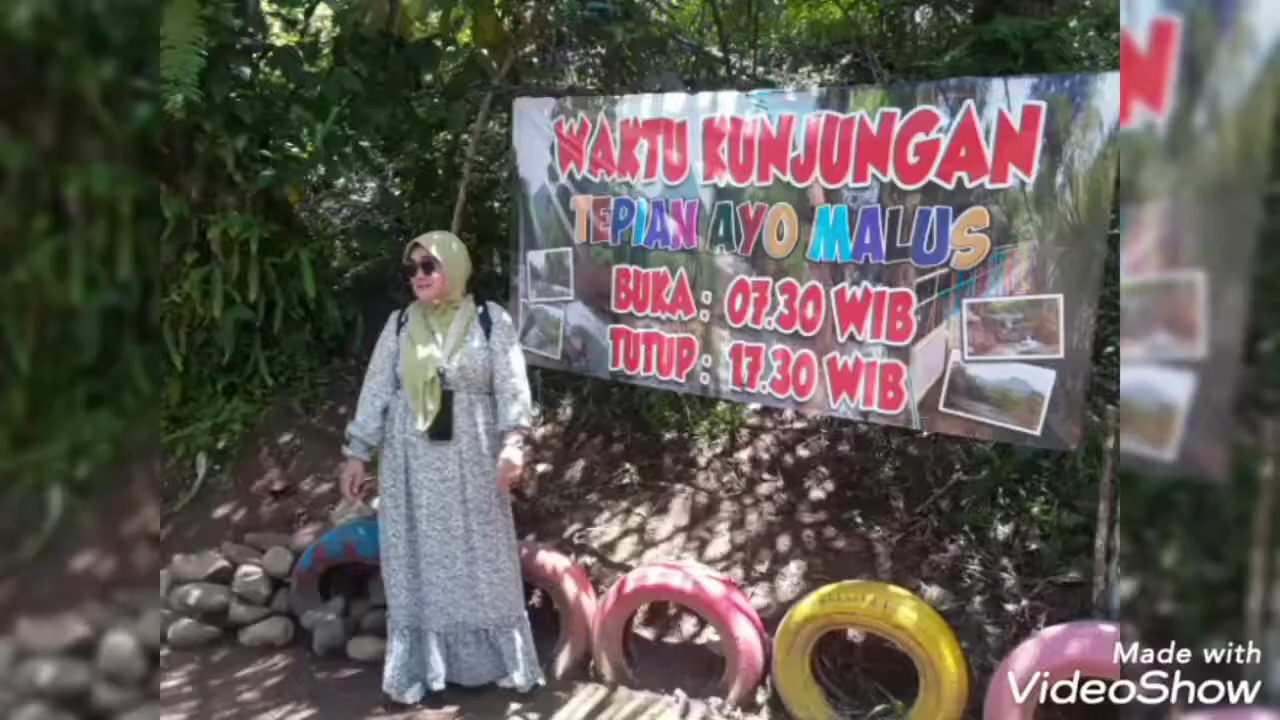 WAKTU KUNJUNGAN
TEPIAN AYO MALUS
BUKA : 07.30 WIB
TUTUP : 17.30 WIB
Made with
VideoShow